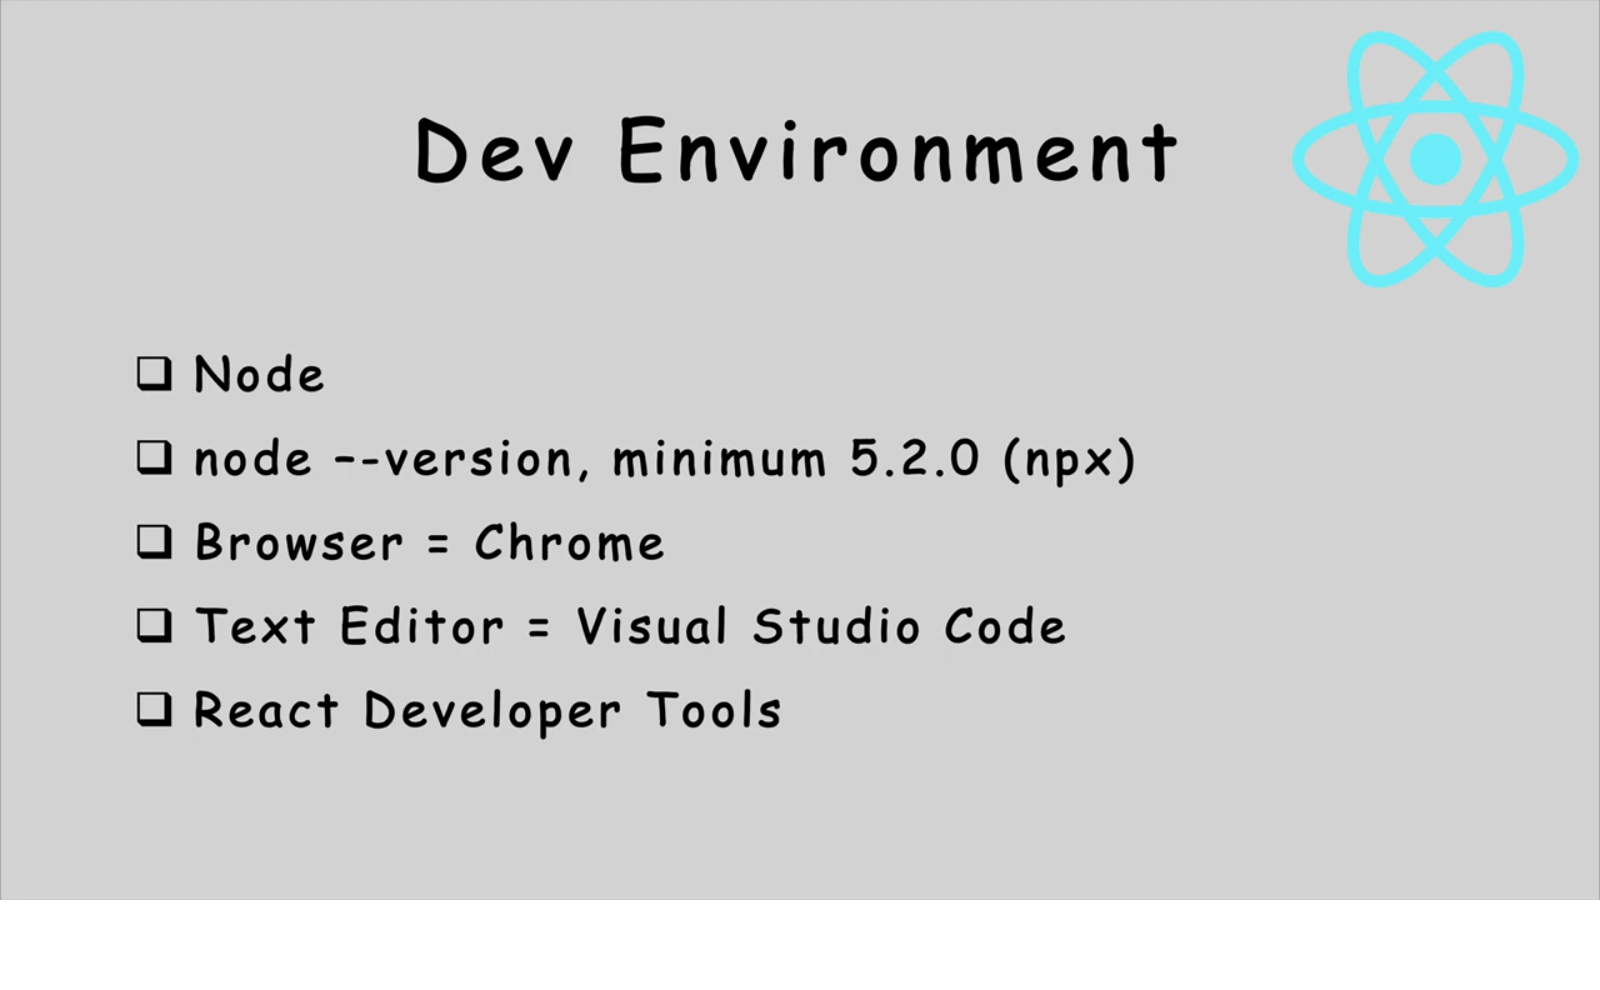 Dev Environment
❑ Node
❑ node --version, minimum 5.2.0 (npx)
❑ Browser = Chrome
❑ Text Editor = Visual Studio Code
❑ React Developer Tools